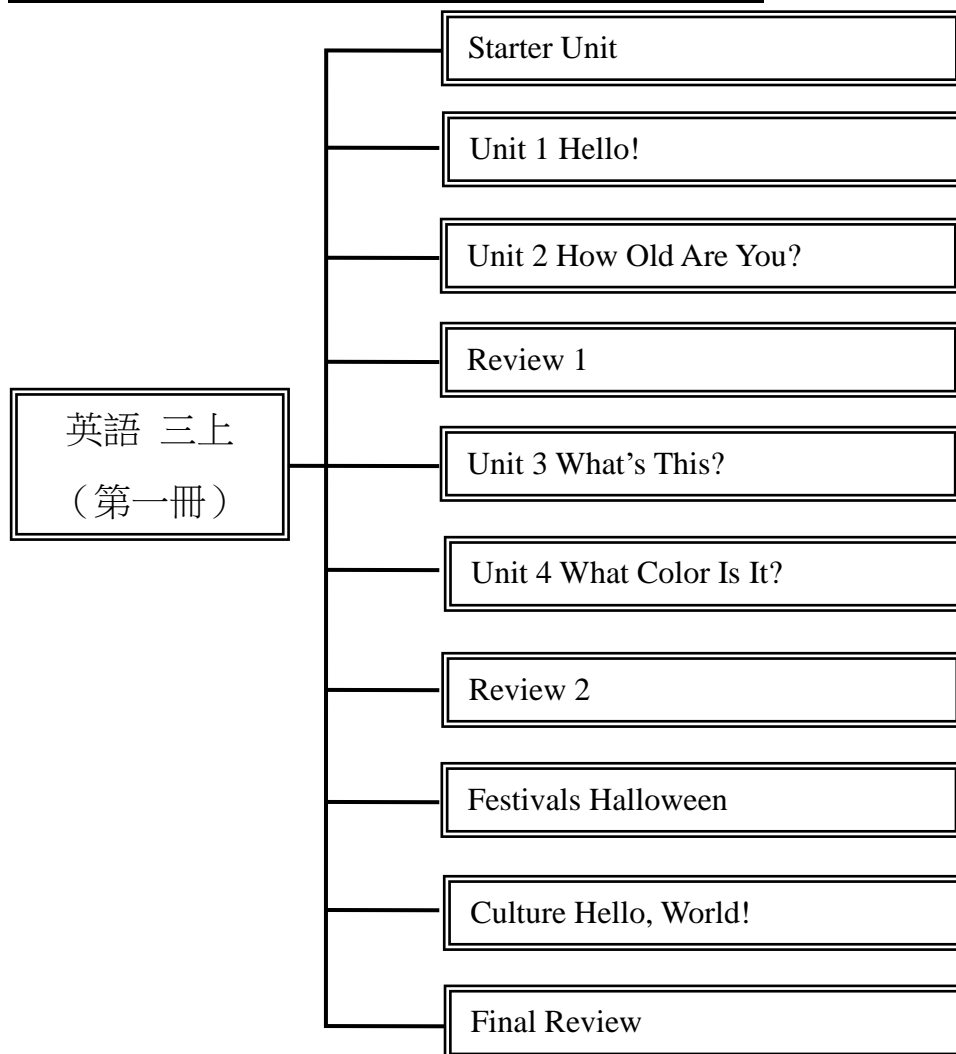 Starter Unit
Unit 1 Hello!
Unit 2 How Old Are You?
Review 1
英語 三上
（第一冊）
Unit 3 What’s This?
Unit 4 What Color Is It?
Review 2
Festivals Halloween
Culture Hello, World!
Final Review